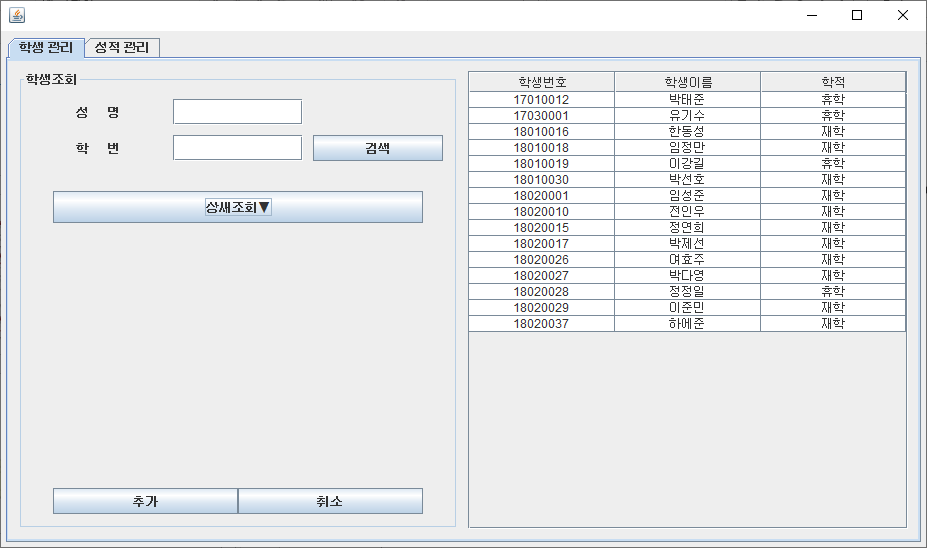 학생 관리 성적 관리
학생조회
성 명
학 번 검색
상새조회▼
추가 취소
학생번호 학생이름 학적
17010012 박태준 휴학
17030001 유기수 휴학
18010016 한동성 재학
18010018 임정만 재학
18010019 이강길 휴학
18010030 박선호 재학
18020001 임성준 재학
18020010 전인우 재학
18020015 정연희 재학
18020017 박제선 재학
18020026 여효주 재학
18020027 박다영 재학
18020028 정정일 휴학
18020029 이준민 재학
18020037 하에준 재학